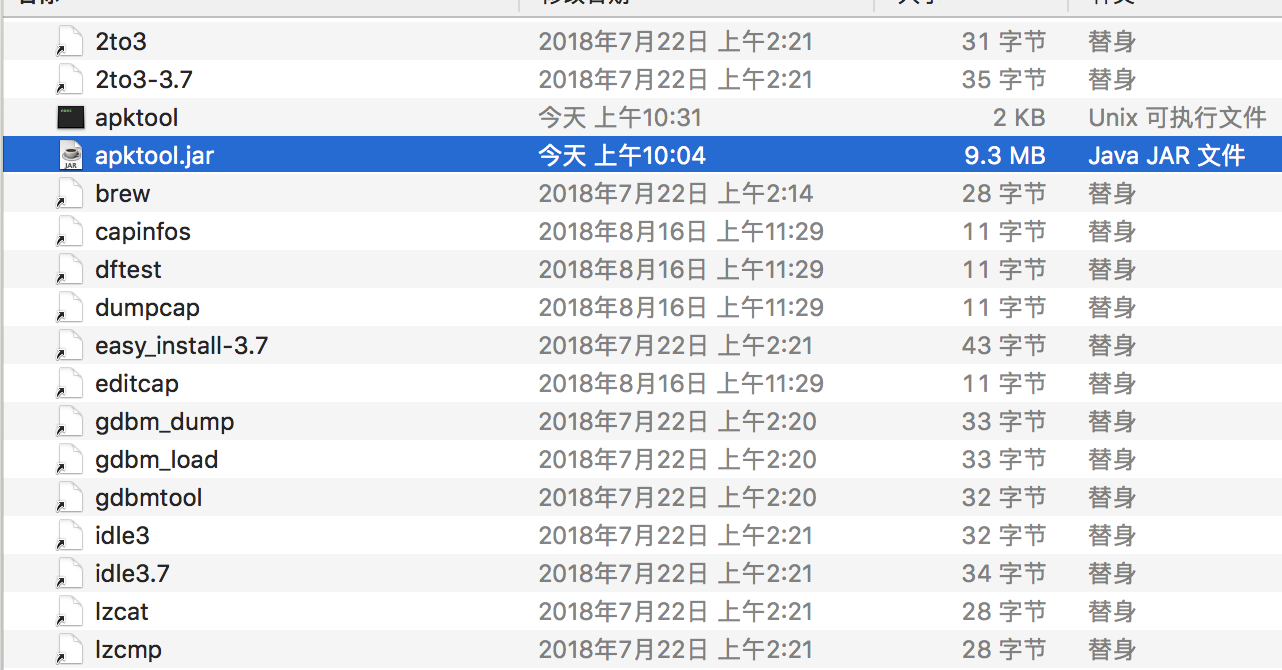 2to3 2018年7月22日 上午2:21 31 字节 替身
2to3-3.7 2018年7月22日 上午2:21 35 字节 替身
apktool 今天 上午10:31 2 KB Unix 可执行文件
apktool.jar 今天 上午10:04 9.3 MB Java JAR 文件
brew 2018年7月22日 上午2:14 28 字节 替身
capinfos 2018年8月16日 上午11:29 11 字节 替身
dftest 2018年8月16日 上午11:29 11 字节 替身
dumpcap 2018年8月16日 上午11:29 11 字节 替身
easy_install-3.7 2018年7月22日 上午2:21 43 字节 替身
editcap 2018年8月16日 上午11:29 11 字节 替身
gdbm_dump 2018年7月22日 上午2:20 33 字节 替身
gdbm_load 2018年7月22日 上午2:20 33 字节 替身
gdbmtool 2018年7月22日 上午2:20 32 字节 替身
idle3 2018年7月22日 上午2:21 32 字节 替身
idle3.7 2018年7月22日 上午2:21 34 字节 替身
lzcat 2018年7月22日 上午2:21 28 字节 替身
lzcmp 2018年7月22日 上午2:21 28 字节 替身